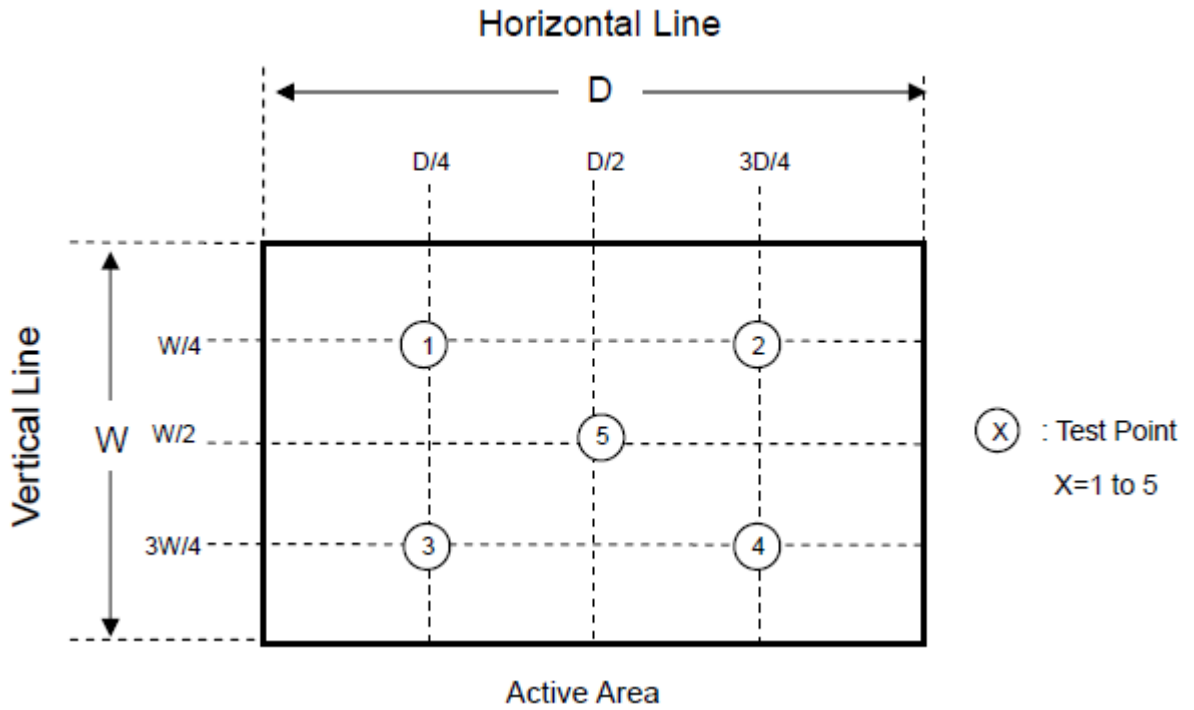 Horizontal Line
D
D/4 D/2 3D/4
Vertical Line
W
W/4
1 2
W/2
5
X : Test Point
X=1 to 5
3W/4
3 4
Active Area